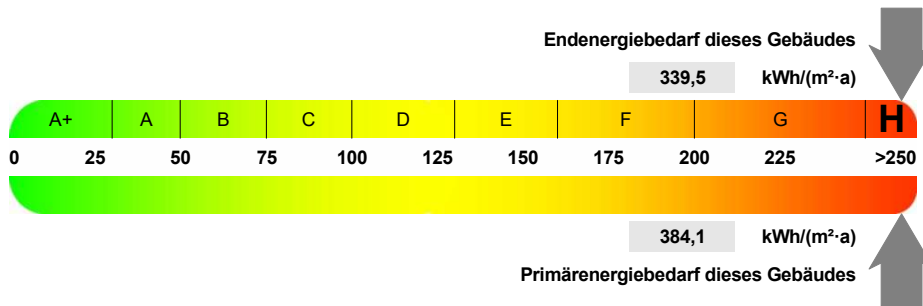 Endenergiebedarf dieses Gebäudes
339,5 kWh/(m²·a)
A+ A B C D E F G H
0 25 50 75 100 125 150 175 200 225 >250
384,1 kWh/(m²·a)
Primärenergiebedarf dieses Gebäudes